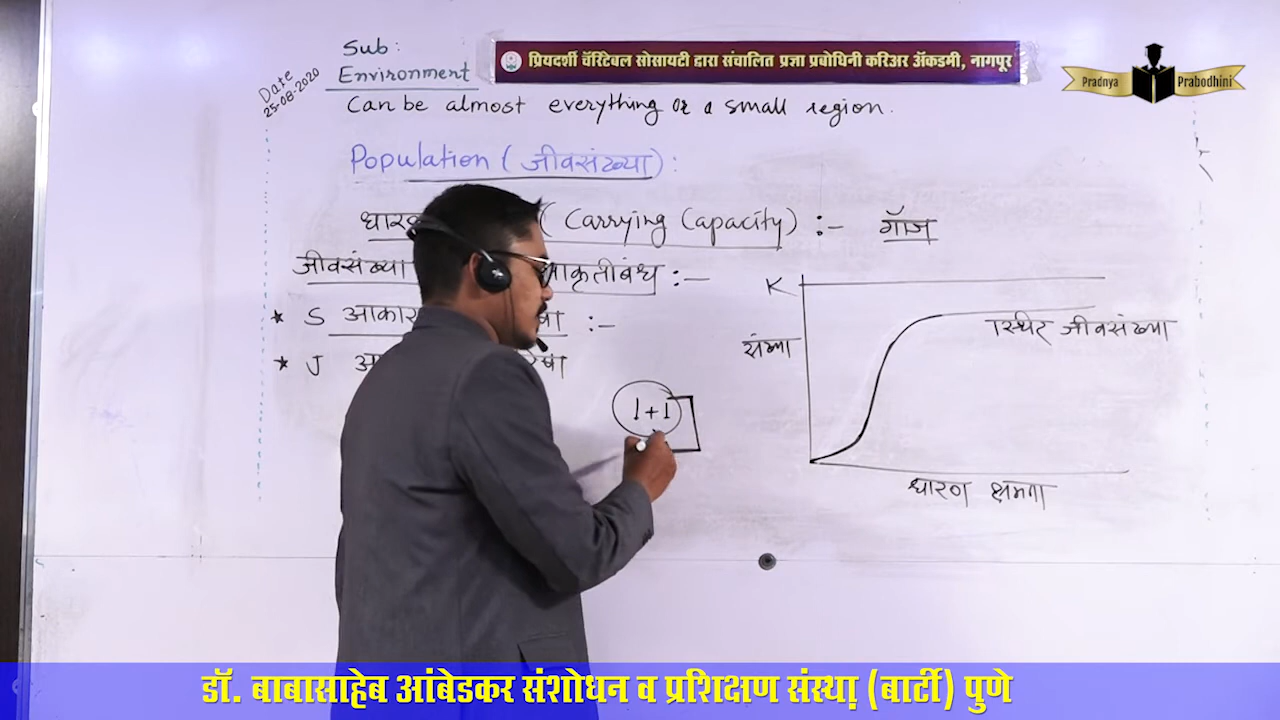 Sub:
Environment
Date
25-08-2020
प्रियदर्शी चॅरिटेबल सोसायटी द्वारा संचालित प्रज्ञा प्रबोधिनी करिअर ॲकडमी, नागपूर
Pradnya Prabodhini
Can be almost everything or a small region.
Population ( जीवसंख्या ) :
( Carrying Capacity) :- गॉज
जीवसंख्या आकृतीबंध :-
* S आकार :-
* J
K
संख्या
स्थिर जीवसंख्या
1+1
धारण क्षमता
डॉ. बाबासाहेब आंबेडकर संशोधन व प्रशिक्षण संस्था (बार्टी) पुणे